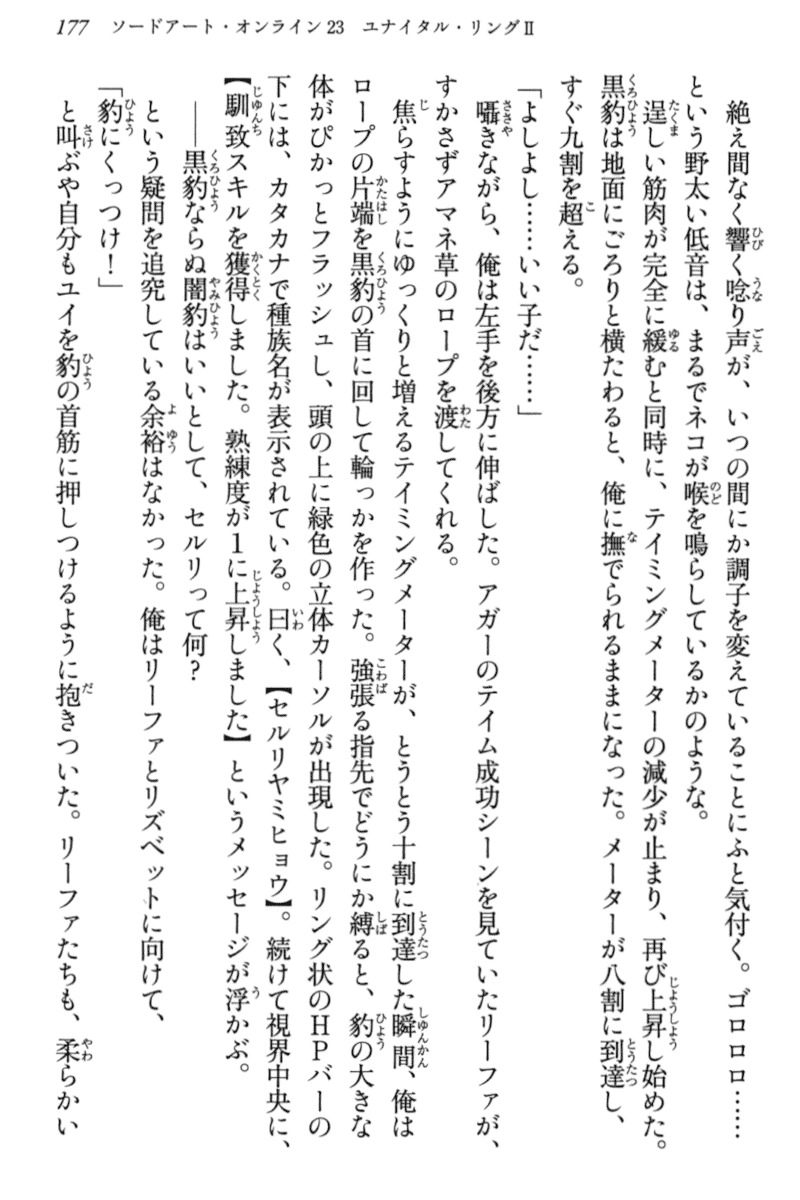 177 ソードアート・オンライン23 ユナイタル・リングⅡ
絶え間なく響く唸り声が、いつの間にか調子を変えていることにふと気付く。ゴロロロ……
という野太い低音は、まるでネコが喉を鳴らしているかのような。
逞しい筋肉が完全に緩むと同時に、テイミングメーターの減少が止まり、再び上昇し始めた。
黒豹は地面にごろりと横たわると、俺に撫でられるままになった。メーターが八割に到達し、
すぐ九割を超える。
「よしよし……いい子だ……」
囁きながら、俺は左手を後方に伸ばした。アガーのテイム成功シーンを見ていたリーファが、
すかさずアマネ草のロープを渡してくれる。
焦らすようにゆっくりと増えるテイミングメーターが、とうとう十割に到達した瞬間、俺は
ロープの片端を黒豹の首に回して輪っかを作った。強張る指先でどうにか縛ると、豹の大きな
体がぴかっとフラッシュし、頭の上に緑色の立体カーソルが出現した。リング状のHPバーの
下には、カタカナで種族名が表示されている。曰く、【セルリヤミヒョウ】。続けて視界中央に、
【馴致スキルを獲得しました。熟練度が1に上昇しました】というメッセージが浮かぶ。
――黒豹ならぬ闇豹はいいとして、セルリって何？
という疑問を追究している余裕はなかった。俺はリーファとリズベットに向けて、
「豹にくっつけ！」
と叫ぶや自分もユイを豹の首筋に押しつけるように抱きついた。リーファたちも、柔らかい